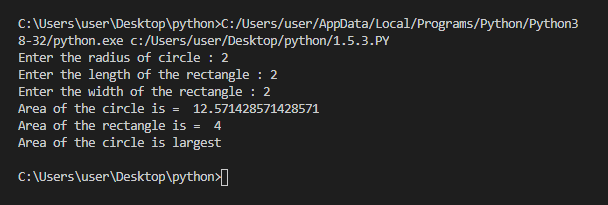 C:\Users\user\Desktop\python>C:/Users/user/AppData/Local/Programs/Python/Python3
8-32/python.exe c:/Users/user/Desktop/python/1.5.3.PY
Enter the radius of circle : 2
Enter the length of the rectangle : 2
Enter the width of the rectangle : 2
Area of the circle is =  12.571428571428571
Area of the rectangle is =  4
Area of the circle is largest
C:\Users\user\Desktop\python>